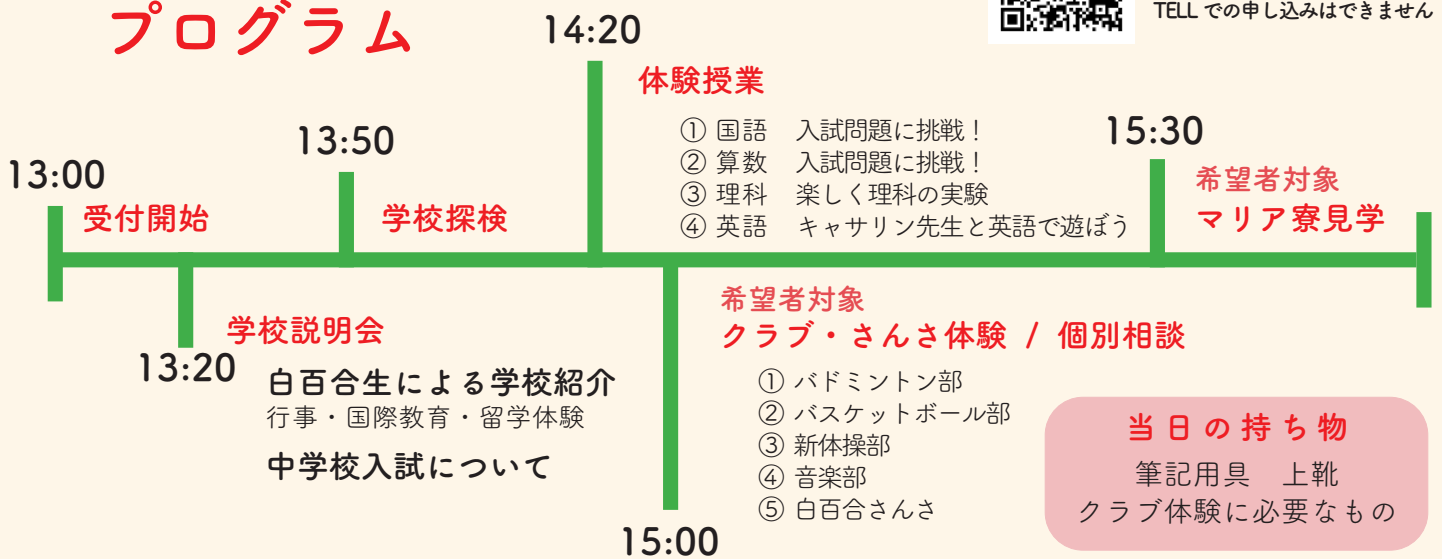 プログラム
TELL での申し込みはできません
13:00
受付開始
13:20
学校説明会
白百合生による学校紹介
行事・国際教育・留学体験
中学校入試について
13:50
学校探検
14:20
体験授業
① 国語　入試問題に挑戦！
② 算数　入試問題に挑戦！
③ 理科　楽しく理科の実験
④ 英語　キャサリン先生と英語で遊ぼう
15:00
希望者対象
クラブ・さんさ体験 / 個別相談
① バドミントン部
② バスケットボール部
③ 新体操部
④ 音楽部
⑤ 白百合さんさ
15:30
希望者対象
マリア寮見学
当日の持ち物
筆記用具　上靴
クラブ体験に必要なもの